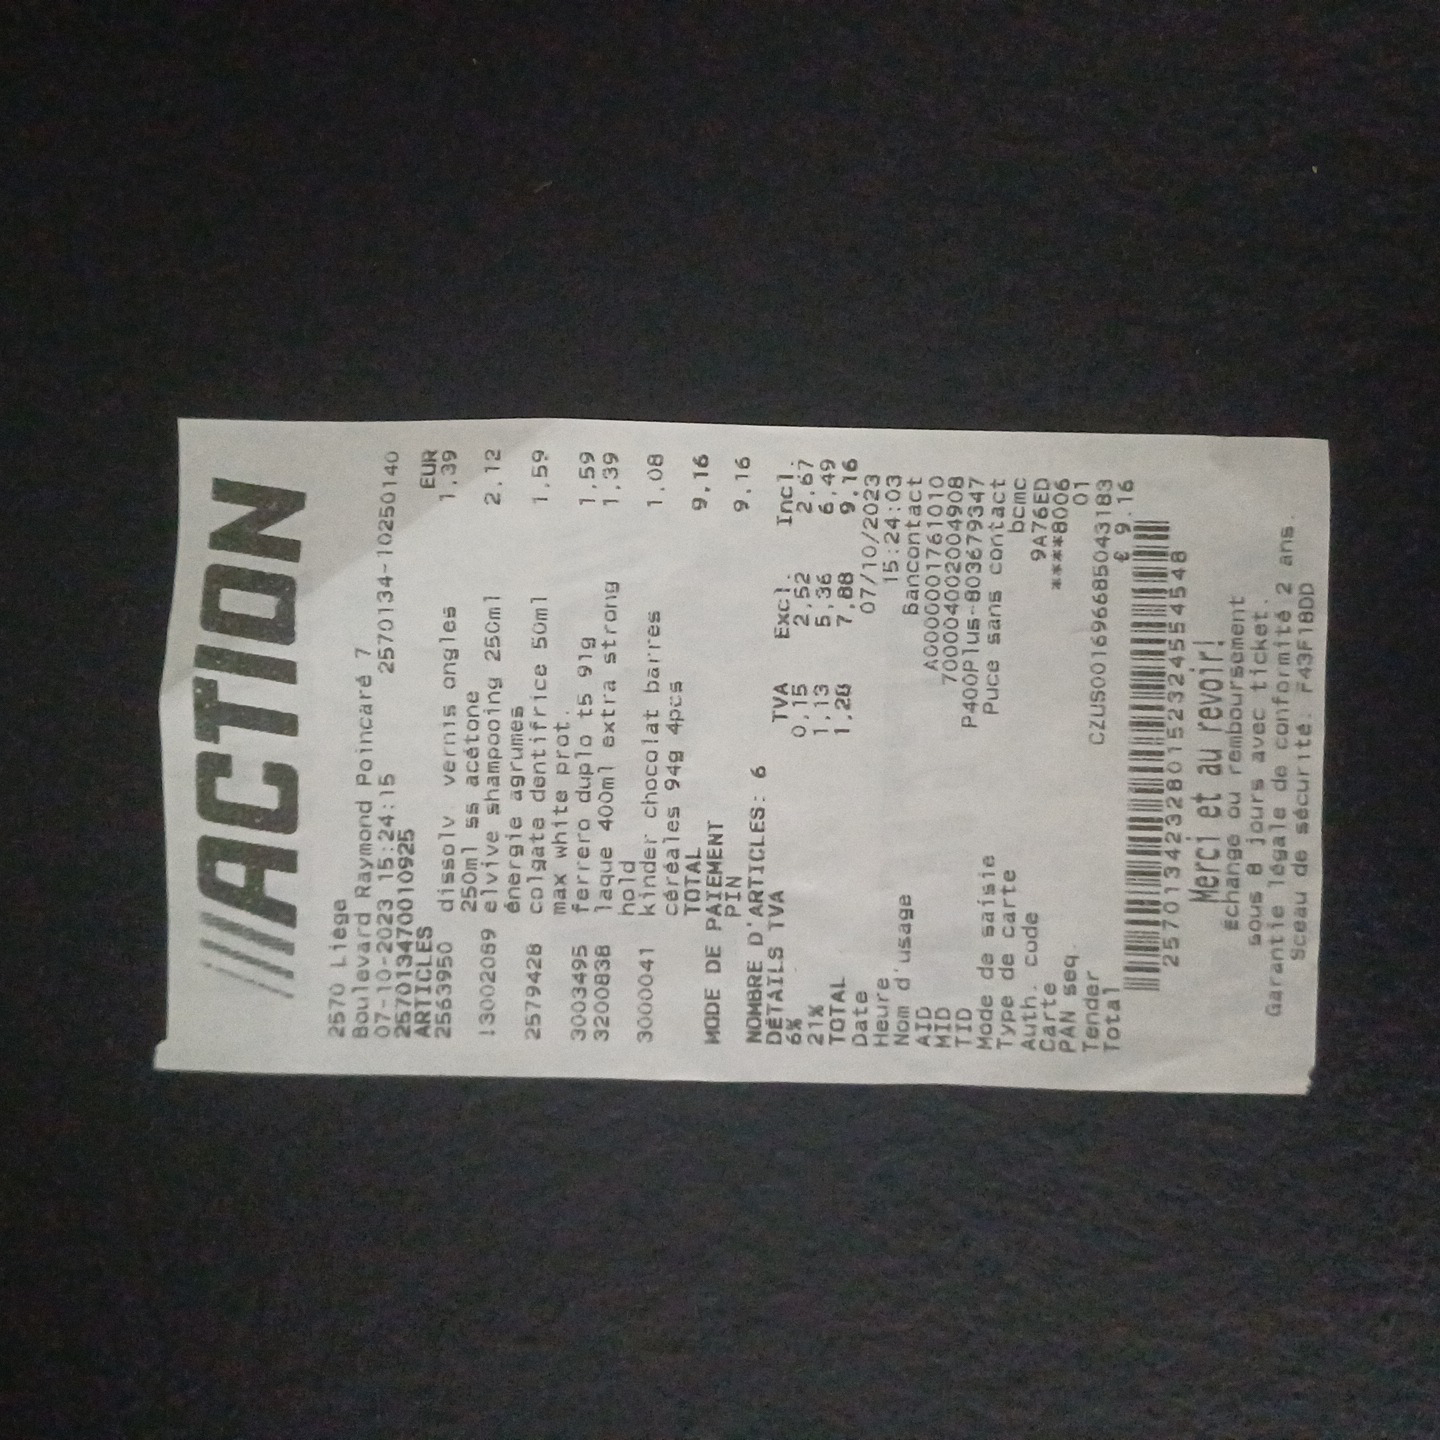 ACTION
2570 Liège
Boulevard Raymond Poincaré 7
07-10-2023 15:24:15 2570134-10250140
257013470010925
ARTICLES EUR
2563950 dissolv vernis ongles 1,39
250ml ss acétone
13002089 elvive shampooing 250ml 2,12
énergie agrumes
2579428 colgate dentifrice 50ml 1,59
max white prot.
3003495 ferrero duplo t5 91g 1,59
3200838 laque 400ml extra strong 1,39
hold
3000041 kinder chocolat barres 1,08
céréales 94g 4pcs
TOTAL 9,16
MODE DE PAIEMENT
PIN 9,16
NOMBRE D'ARTICLES: 6
DÉTAILS TVA TVA Excl. Incl.
6% 0,15 2,52 2,67
21% 1,13 5,36 6,49
TOTAL 1,28 7,88 9,16
Date 07/10/2023
Heure 15:24:03
Nom d'usage Bancontact
AID A0000001761010
MID 700004002004908
TID P400Plus-803679347
Mode de saisie Puce sans contact
Type de carte bcmc
Auth. code 9A76ED
Carte ****8006
PAN seq. 01
Tender CZUS001696685043183
Total € 9.16
2570134232801523245545​48
Merci et au revoir!
Échange ou remboursement
sous 8 jours avec ticket.
Garantie légale de conformité 2 ans.
Sceau de sécurité: F43F18DD